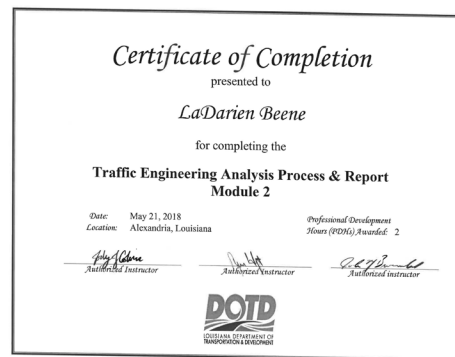 Certificate of Completion
presented to
LaDarien Beene
for completing the
Traffic Engineering Analysis Process & Report
Module 2
Date: May 21, 2018
Location: Alexandria, Louisiana
Professional Development
Hours (PDHs) Awarded: 2
Authorized Instructor
Authorized Instructor
Authorized instructor
DOTD
LOUISIANA DEPARTMENT OF
TRANSPORTATION & DEVELOPMENT